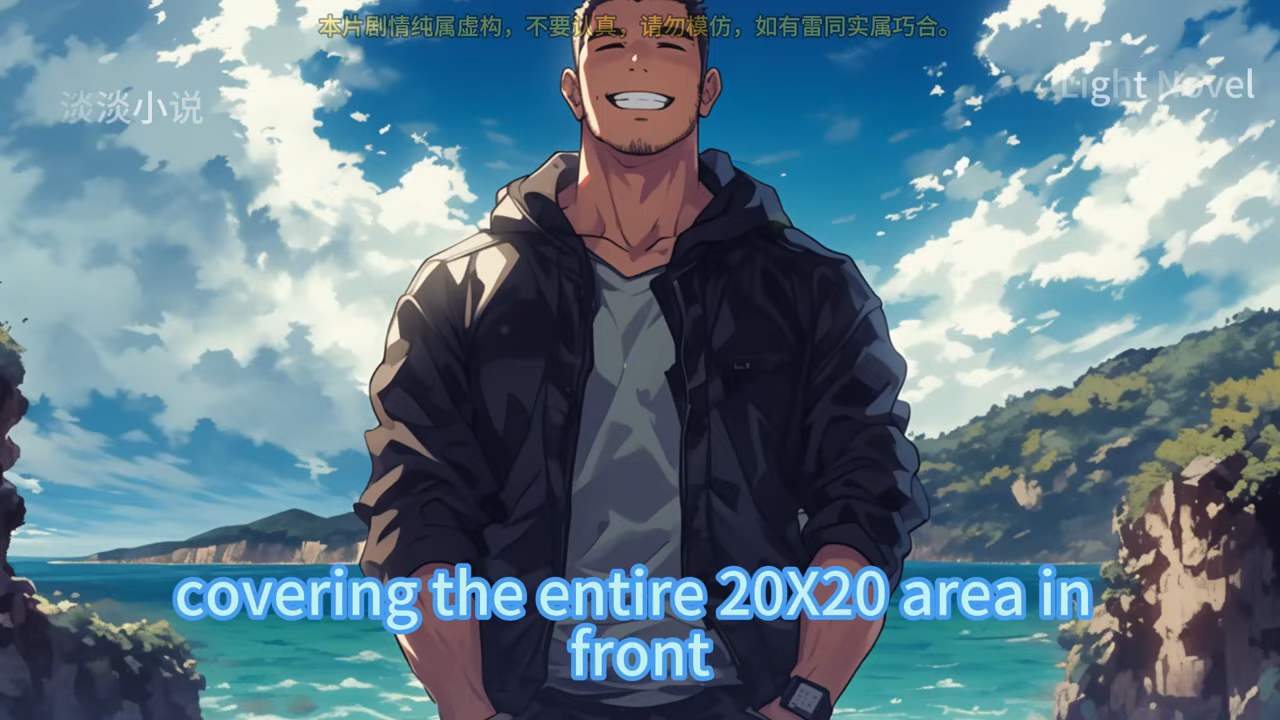 本片剧情纯属虚构，不要认真，请勿模仿，如有雷同实属巧合。
淡淡小说
Light Novel
covering the entire 20X20 area in
front